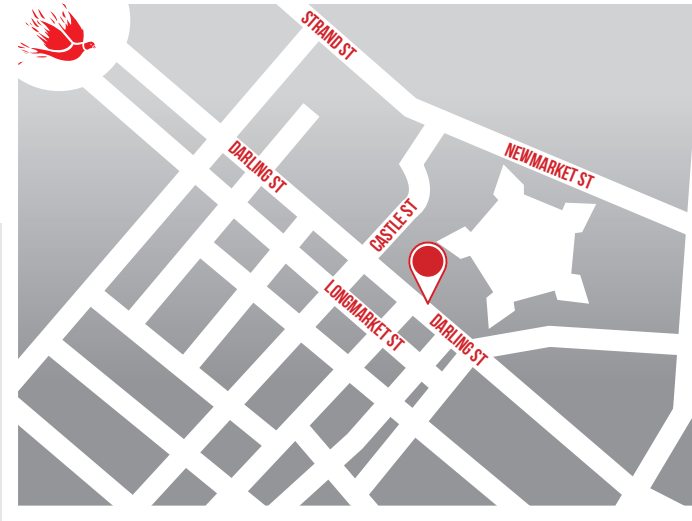 STRAND ST
NEWMARKET ST
DARLING ST
CASTLE ST
LONGMARKET ST
DARLING ST